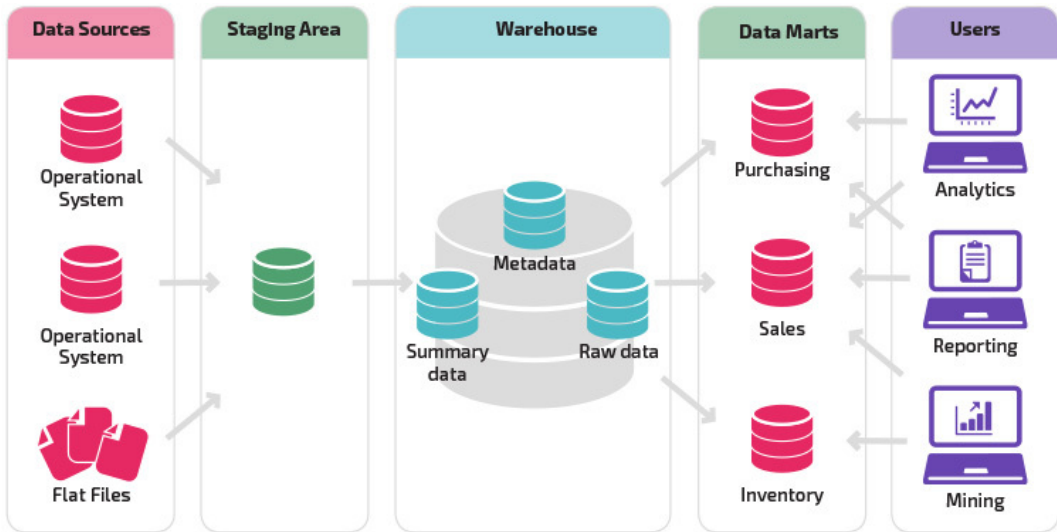 Data Sources
Staging Area
Warehouse
Data Marts
Users
Operational
System
Operational
System
Flat Files
Metadata
Summary
data
Raw data
Purchasing
Sales
Inventory
Analytics
Reporting
Mining